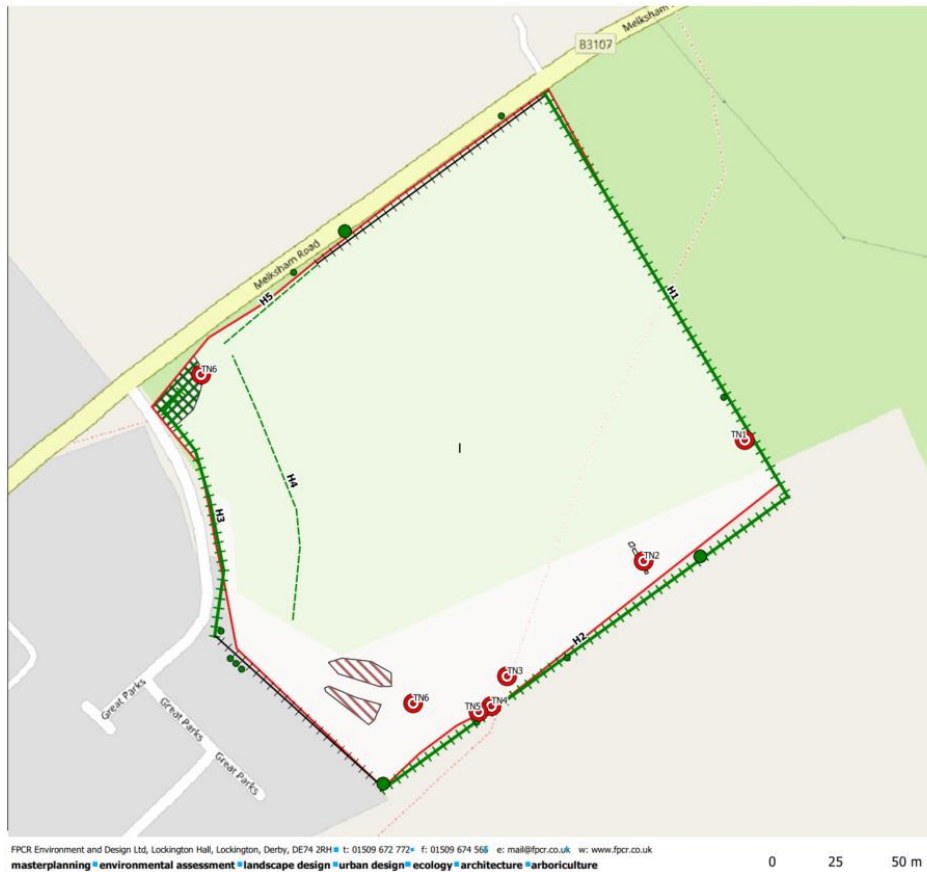 Melksham R
B3107
Melksham Road
H5
H1
TN6
TN1
I
H4
H3
TN2
H2
TN3
TN6
TN4
TN5
Great Parks
Great Parks
Great Parks
FPCR Environment and Design Ltd, Lockington Hall, Lockington, Derby, DE74 2RH t: 01509 672 772 f: 01509 674 565 e: mail@fpcr.co.uk w: www.fpcr.co.uk
masterplanning environmental assessment landscape design urban design ecology architecture arboriculture
0 25 50 m